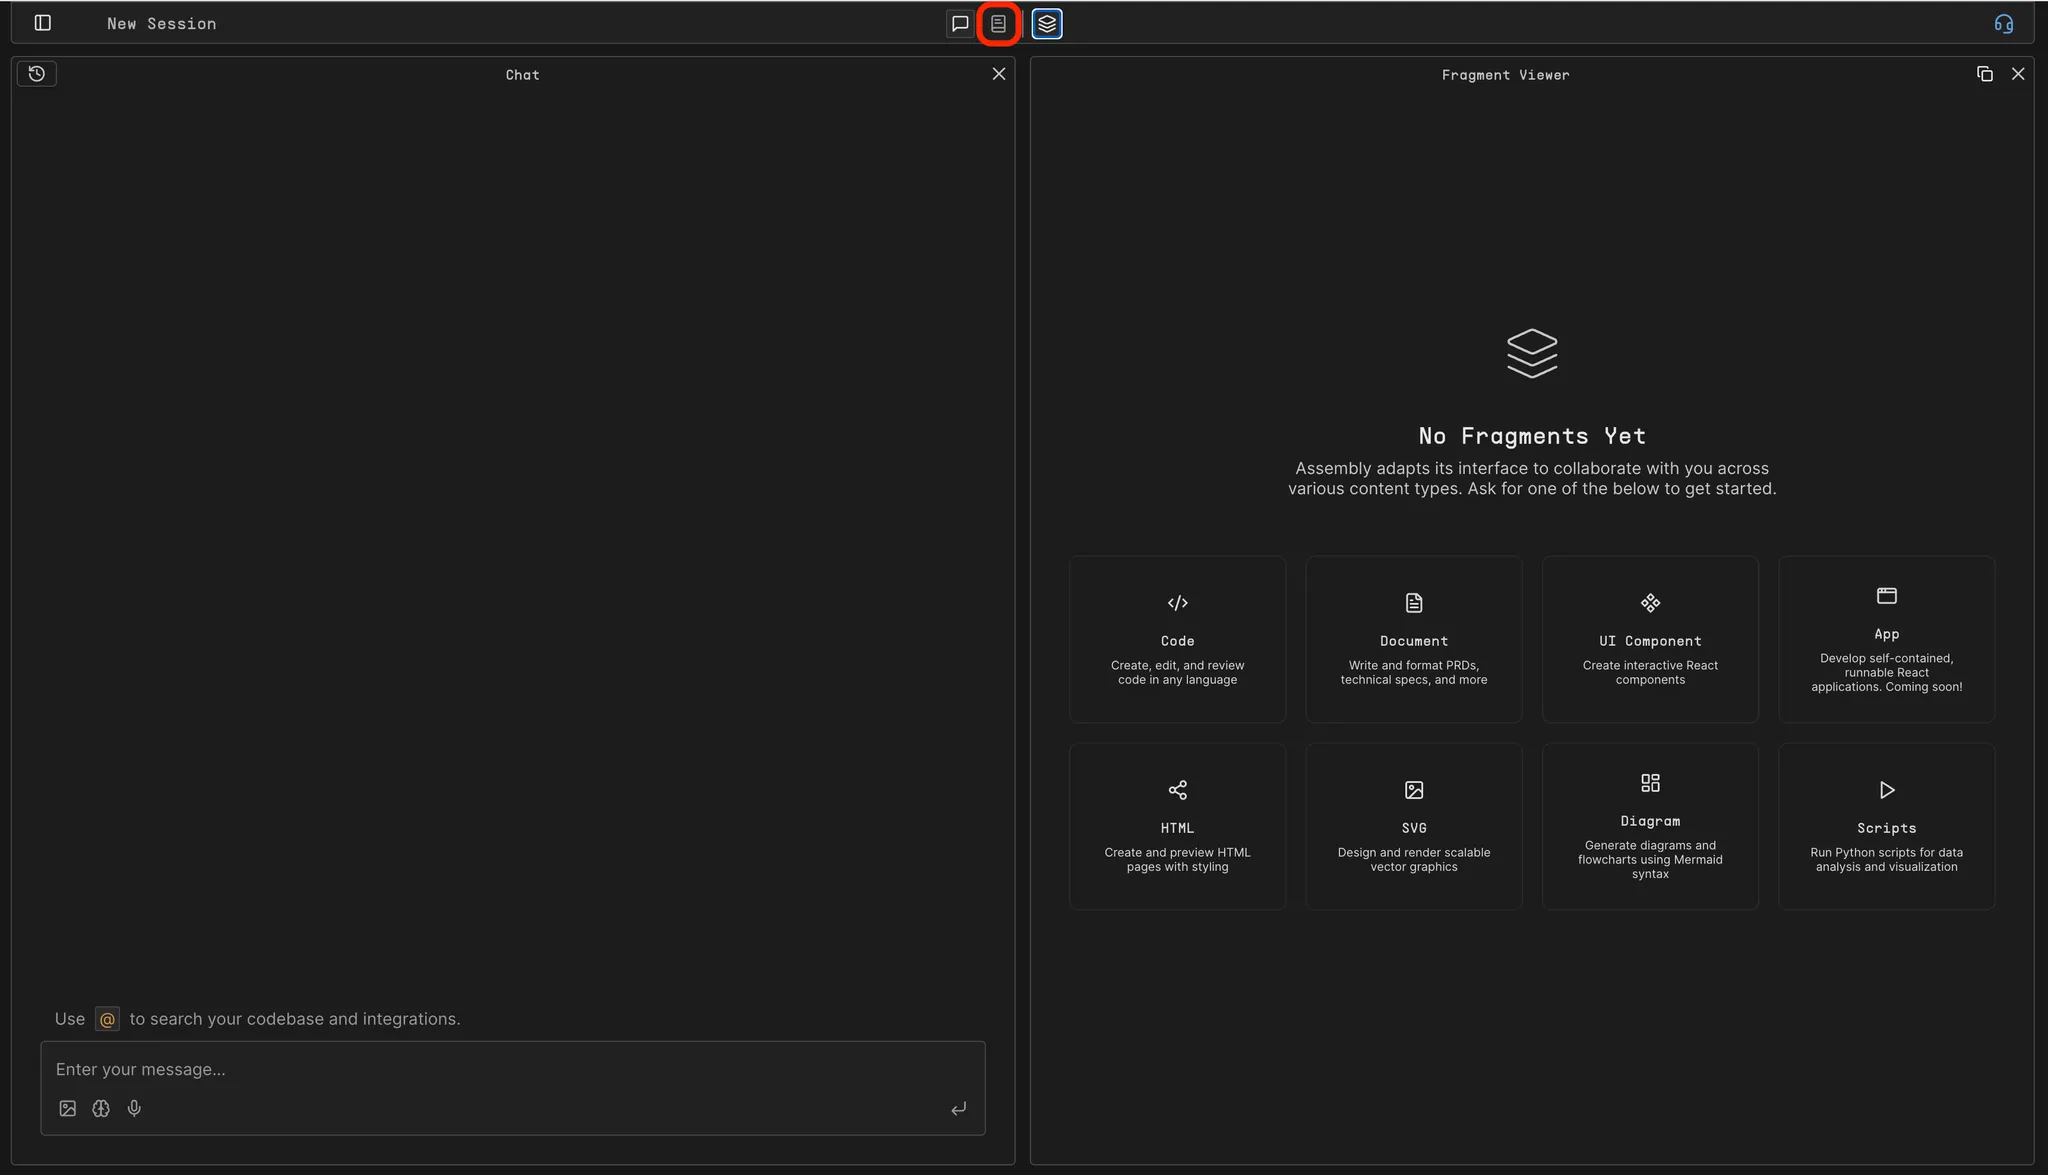 New Session
Chat
Use @ to search your codebase and integrations.
Enter your message...
Fragment Viewer
No Fragments Yet
Assembly adapts its interface to collaborate with you across
various content types. Ask for one of the below to get started.
Code
Create, edit, and review
code in any language
Document
Write and format PRDs,
technical specs, and more
UI Component
Create interactive React
components
App
Develop self-contained,
runnable React
applications. Coming soon!
HTML
Create and preview HTML
pages with styling
SVG
Design and render scalable
vector graphics
Diagram
Generate diagrams and
flowcharts using Mermaid
syntax
Scripts
Run Python scripts for data
analysis and visualization